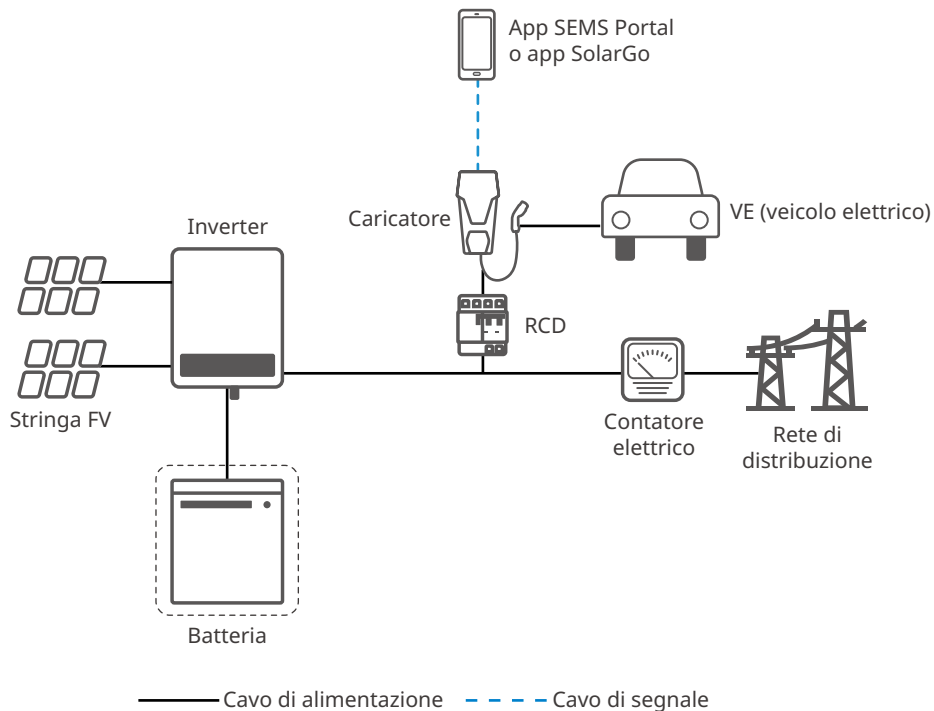 App SEMS Portal
o app SolarGo
Caricatore
VE (veicolo elettrico)
Inverter
RCD
Stringa FV
Contatore
elettrico
Rete di
distribuzione
Batteria
Cavo di alimentazione
Cavo di segnale